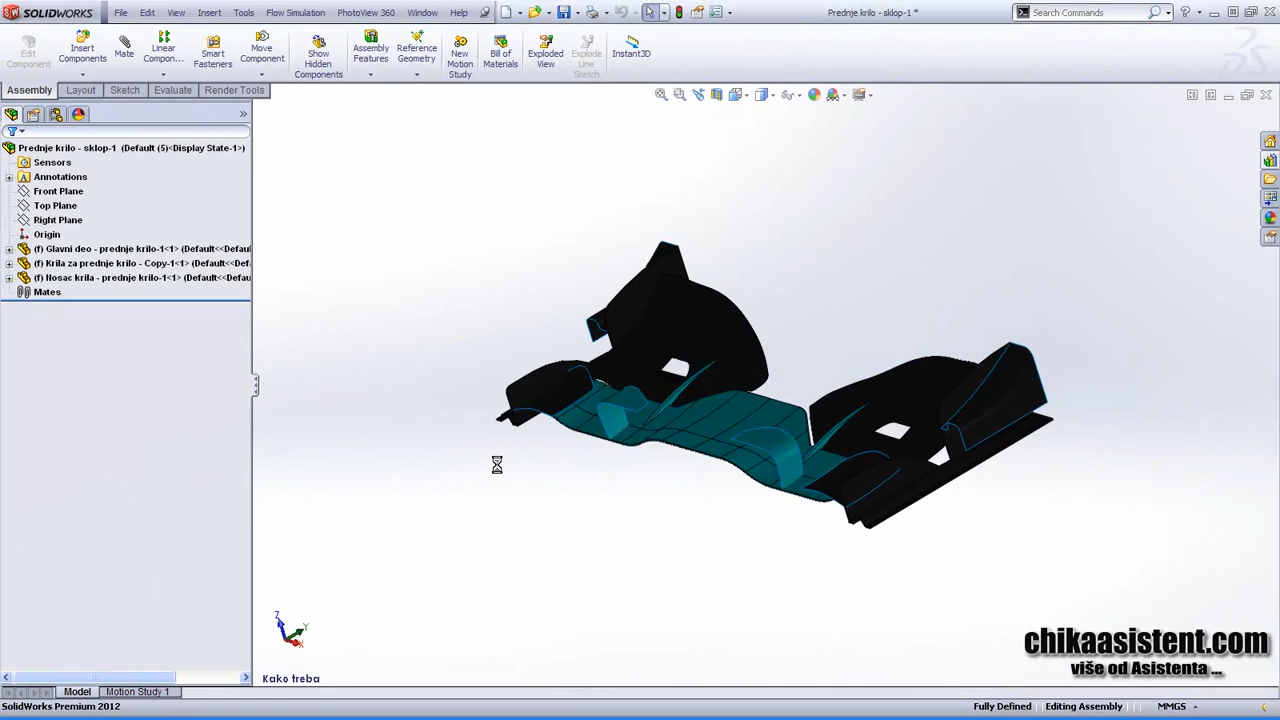 SOLIDWORKS File Edit View Insert Tools Flow Simulation PhotoView 360 Window Help Prednje krilo - sklop-1 * Search Commands
Edit Component
Insert Components
Mate
Linear Compon...
Smart Fasteners
Move Component
Show Hidden Components
Assembly Features
Reference Geometry
New Motion Study
Bill of Materials
Exploded View
Explode Line Sketch
Instant3D
Assembly Layout Sketch Evaluate Render Tools
Prednje krilo - sklop-1 (Default (5)<Display State-1>)
Sensors
Annotations
Front Plane
Top Plane
Right Plane
Origin
(f) Glavni deo - prednje krilo-1<1> (Default<<Defaul
(f) Krila za prednje krilo - Copy-1<1> (Default<<Defau
(f) Nosac krila - prednje krilo-1<1> (Default<<Defau
Mates
Z
Y
X
chikaasistent.com
više od Asistenta ...
Kako treba
Model Motion Study 1
SolidWorks Premium 2012 Fully Defined Editing Assembly MMGS